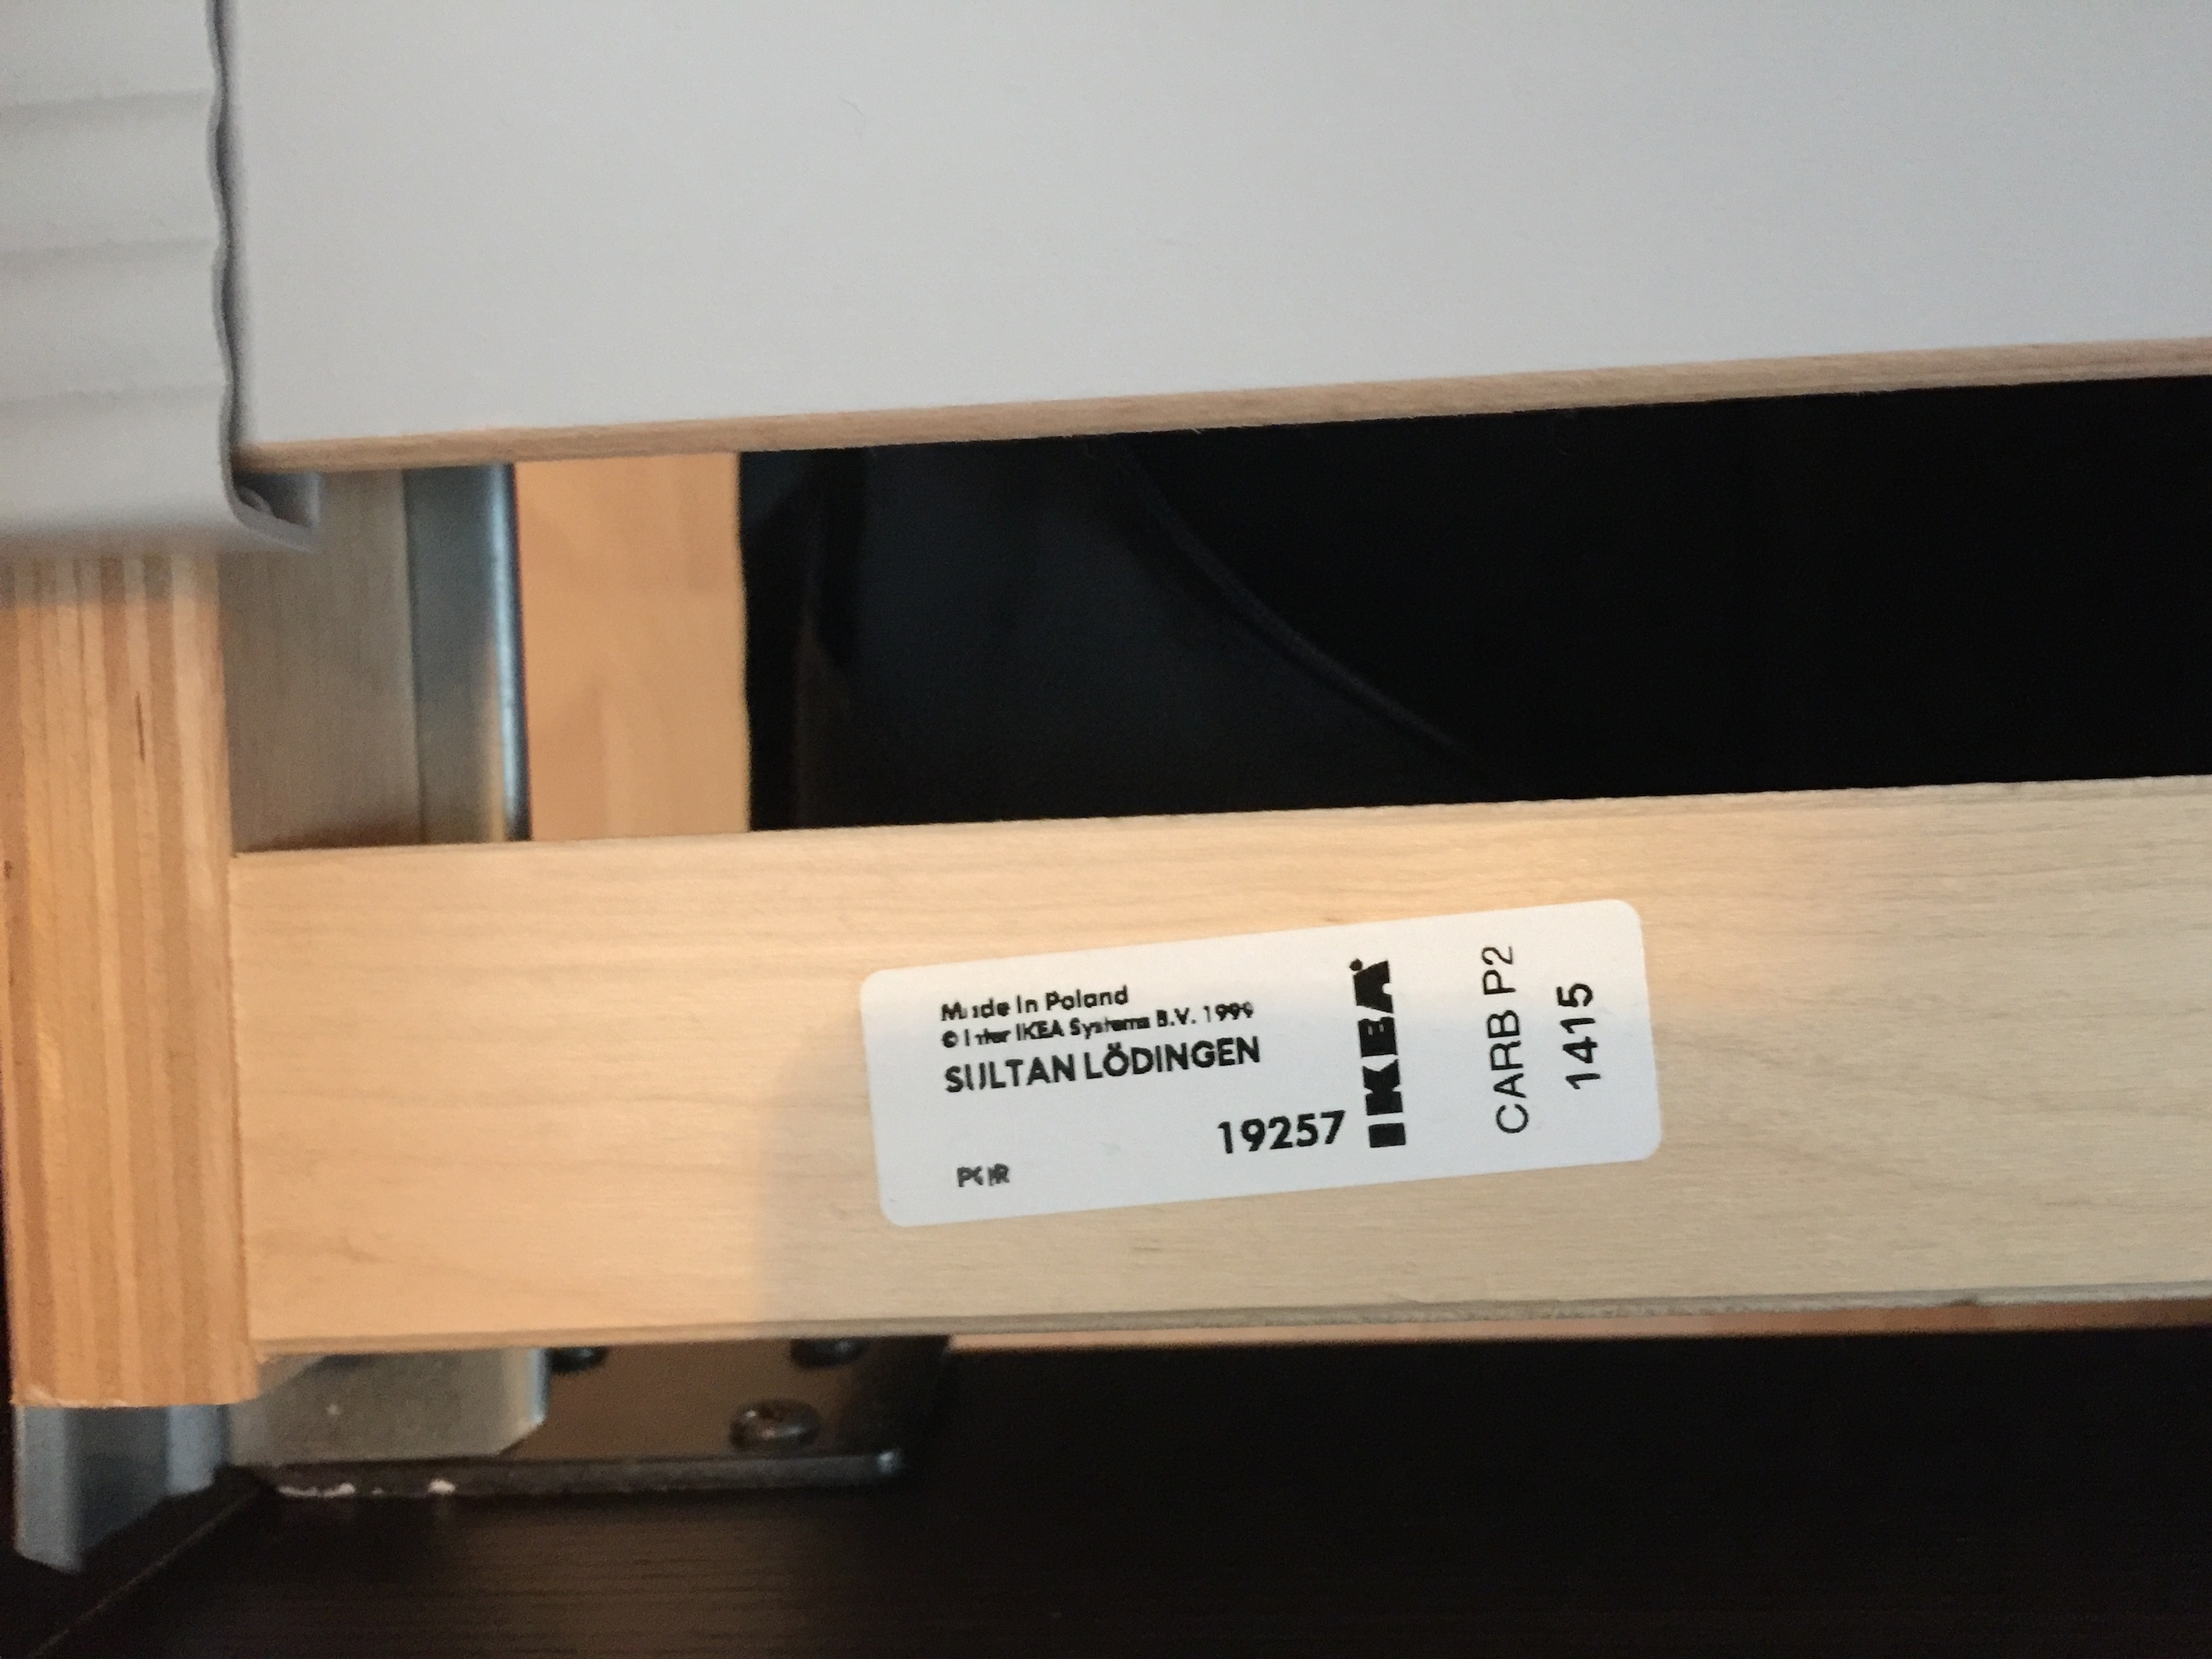 Made In Poland
© Inter IKEA Systems B.V. 1999
SULTAN LÖDINGEN
19257
IKEA
CARB P2
1415